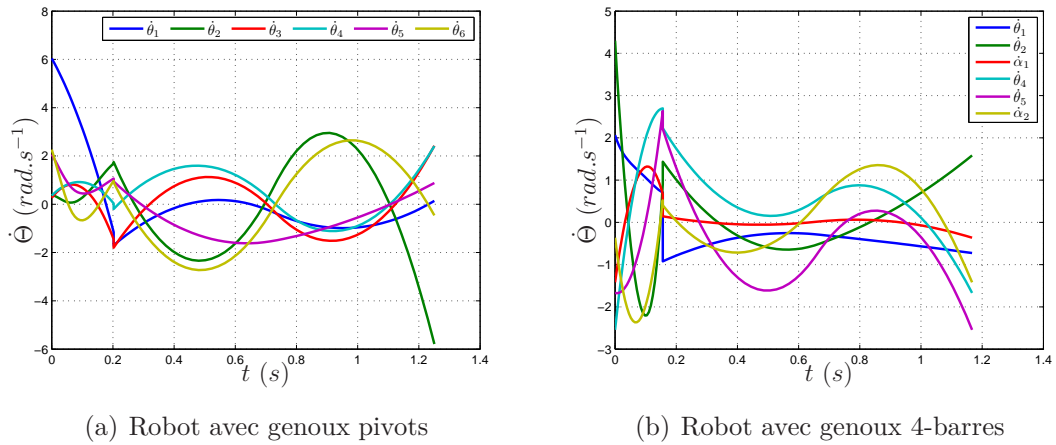 θ̇₁ θ̇₂ θ̇₃ θ̇₄ θ̇₅ θ̇₆
8
6
4
2
0
-2
-4
-6
Θ̇ (rad.s⁻¹)
0 0.2 0.4 0.6 0.8 1 1.2 1.4
t (s)
(a) Robot avec genoux pivots
θ̇₁
θ̇₂
α̇₁
θ̇₄
θ̇₅
α̇₂
5
4
3
2
1
0
−1
−2
−3
Θ̇ (rad.s⁻¹)
0 0.2 0.4 0.6 0.8 1 1.2 1.4
t (s)
(b) Robot avec genoux 4-barres